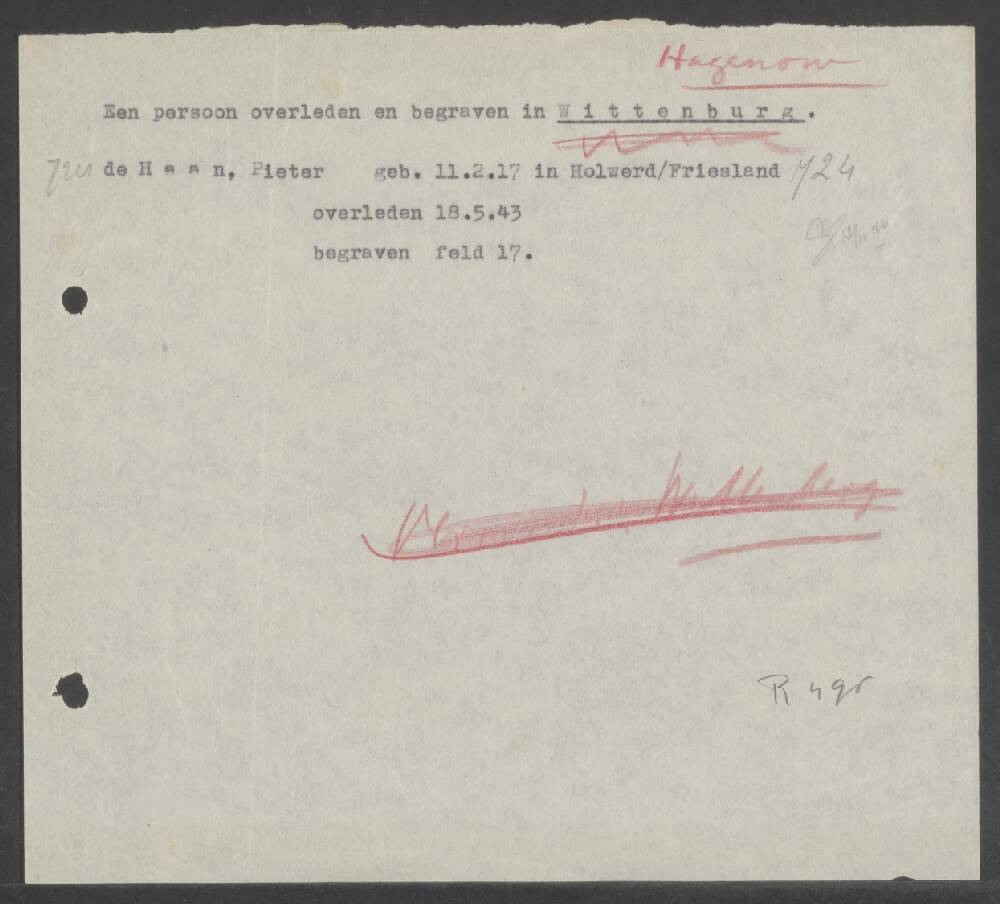 Hagenow
Een persoon overleden en begraven in Wittenburg.
de Haan, Pieter geb. 11.2.17 in Holwerd/Friesland 724
overleden 18.5.43
begraven feld 17.